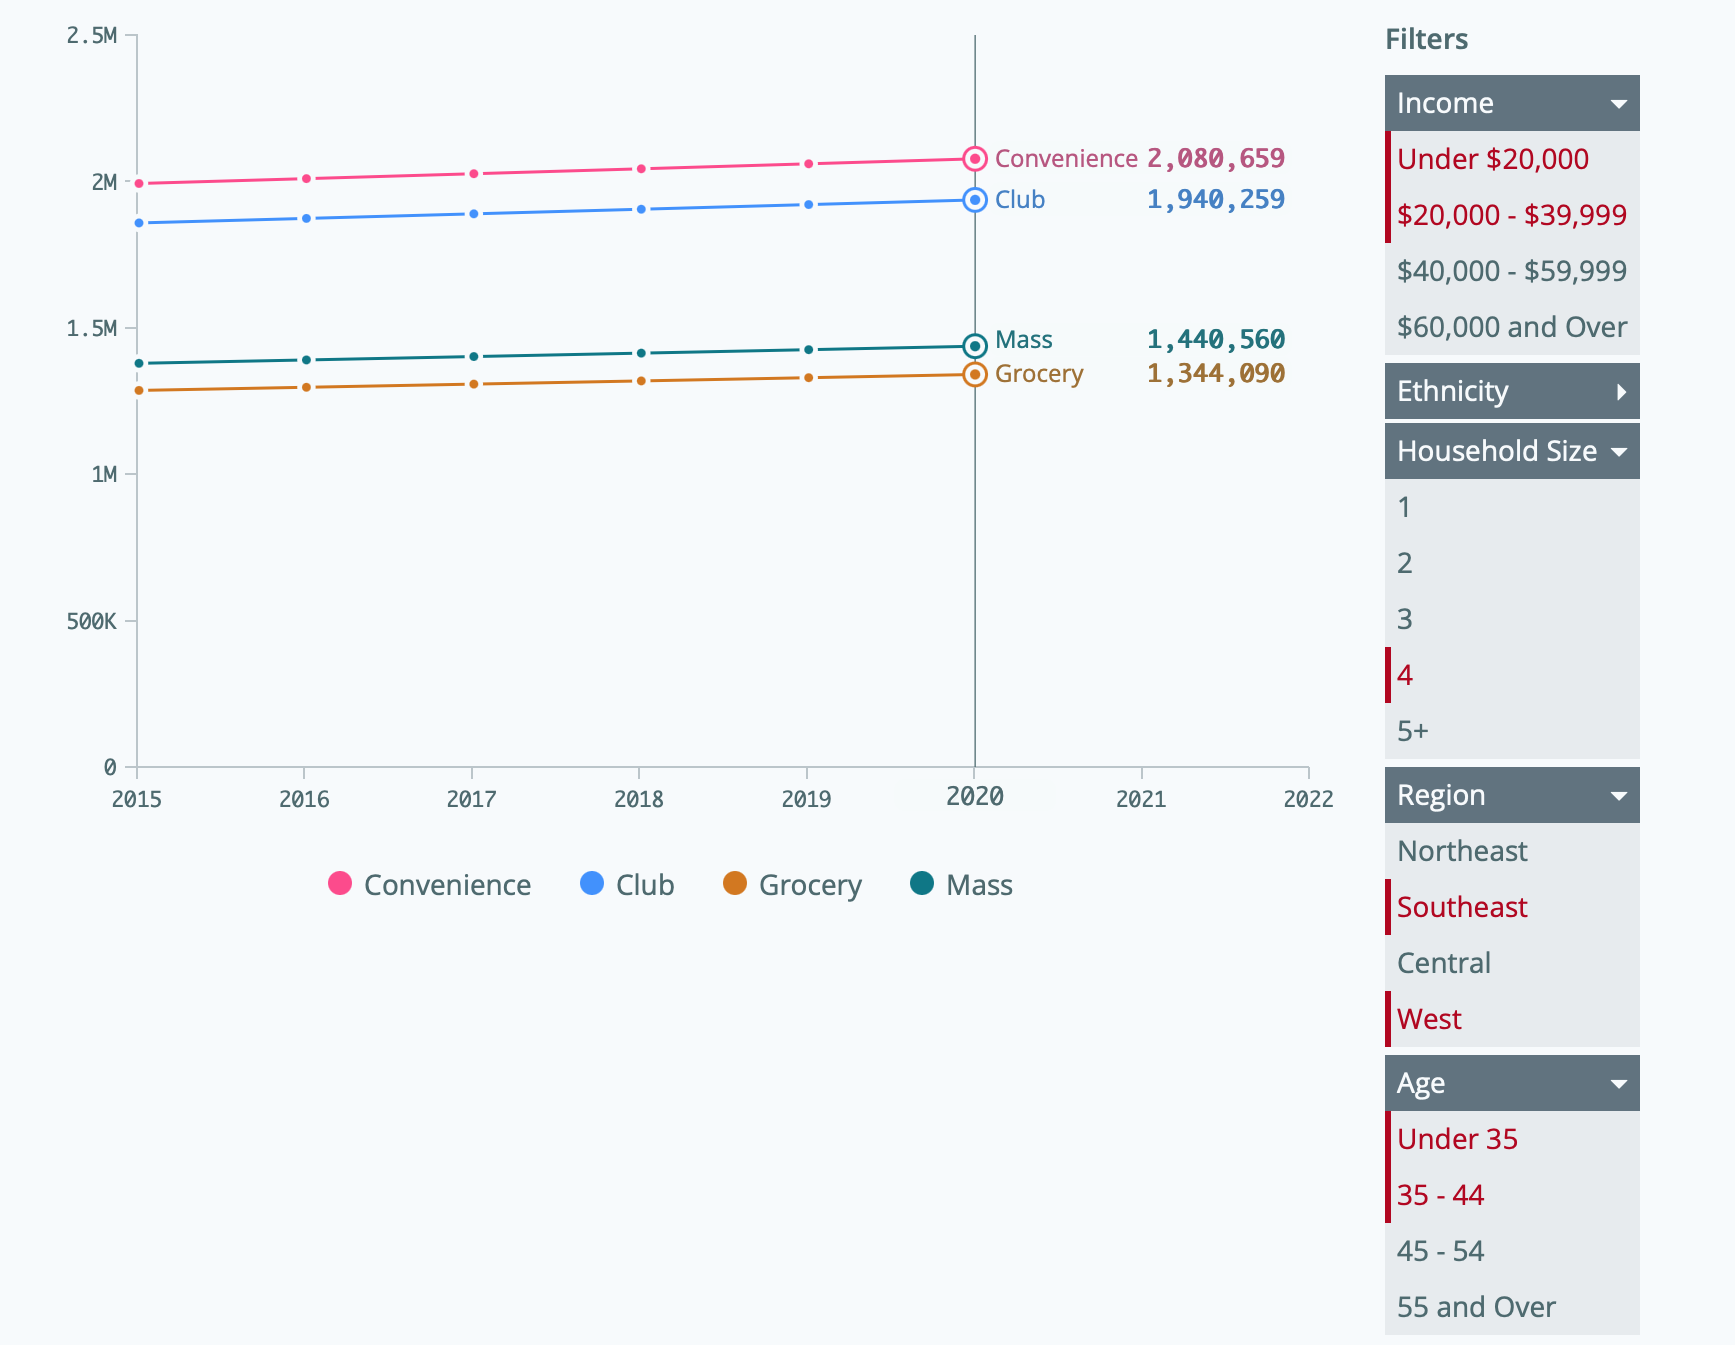 2.5M
2M
1.5M
1M
500K
0
2015 2016 2017 2018 2019 2020 2021 2022
Convenience 2,080,659
Club 1,940,259
Mass 1,440,560
Grocery 1,344,090
Convenience Club Grocery Mass
Filters
Income
Under $20,000
$20,000 - $39,999
$40,000 - $59,999
$60,000 and Over
Ethnicity
Household Size
1
2
3
4
5+
Region
Northeast
Southeast
Central
West
Age
Under 35
35 - 44
45 - 54
55 and Over